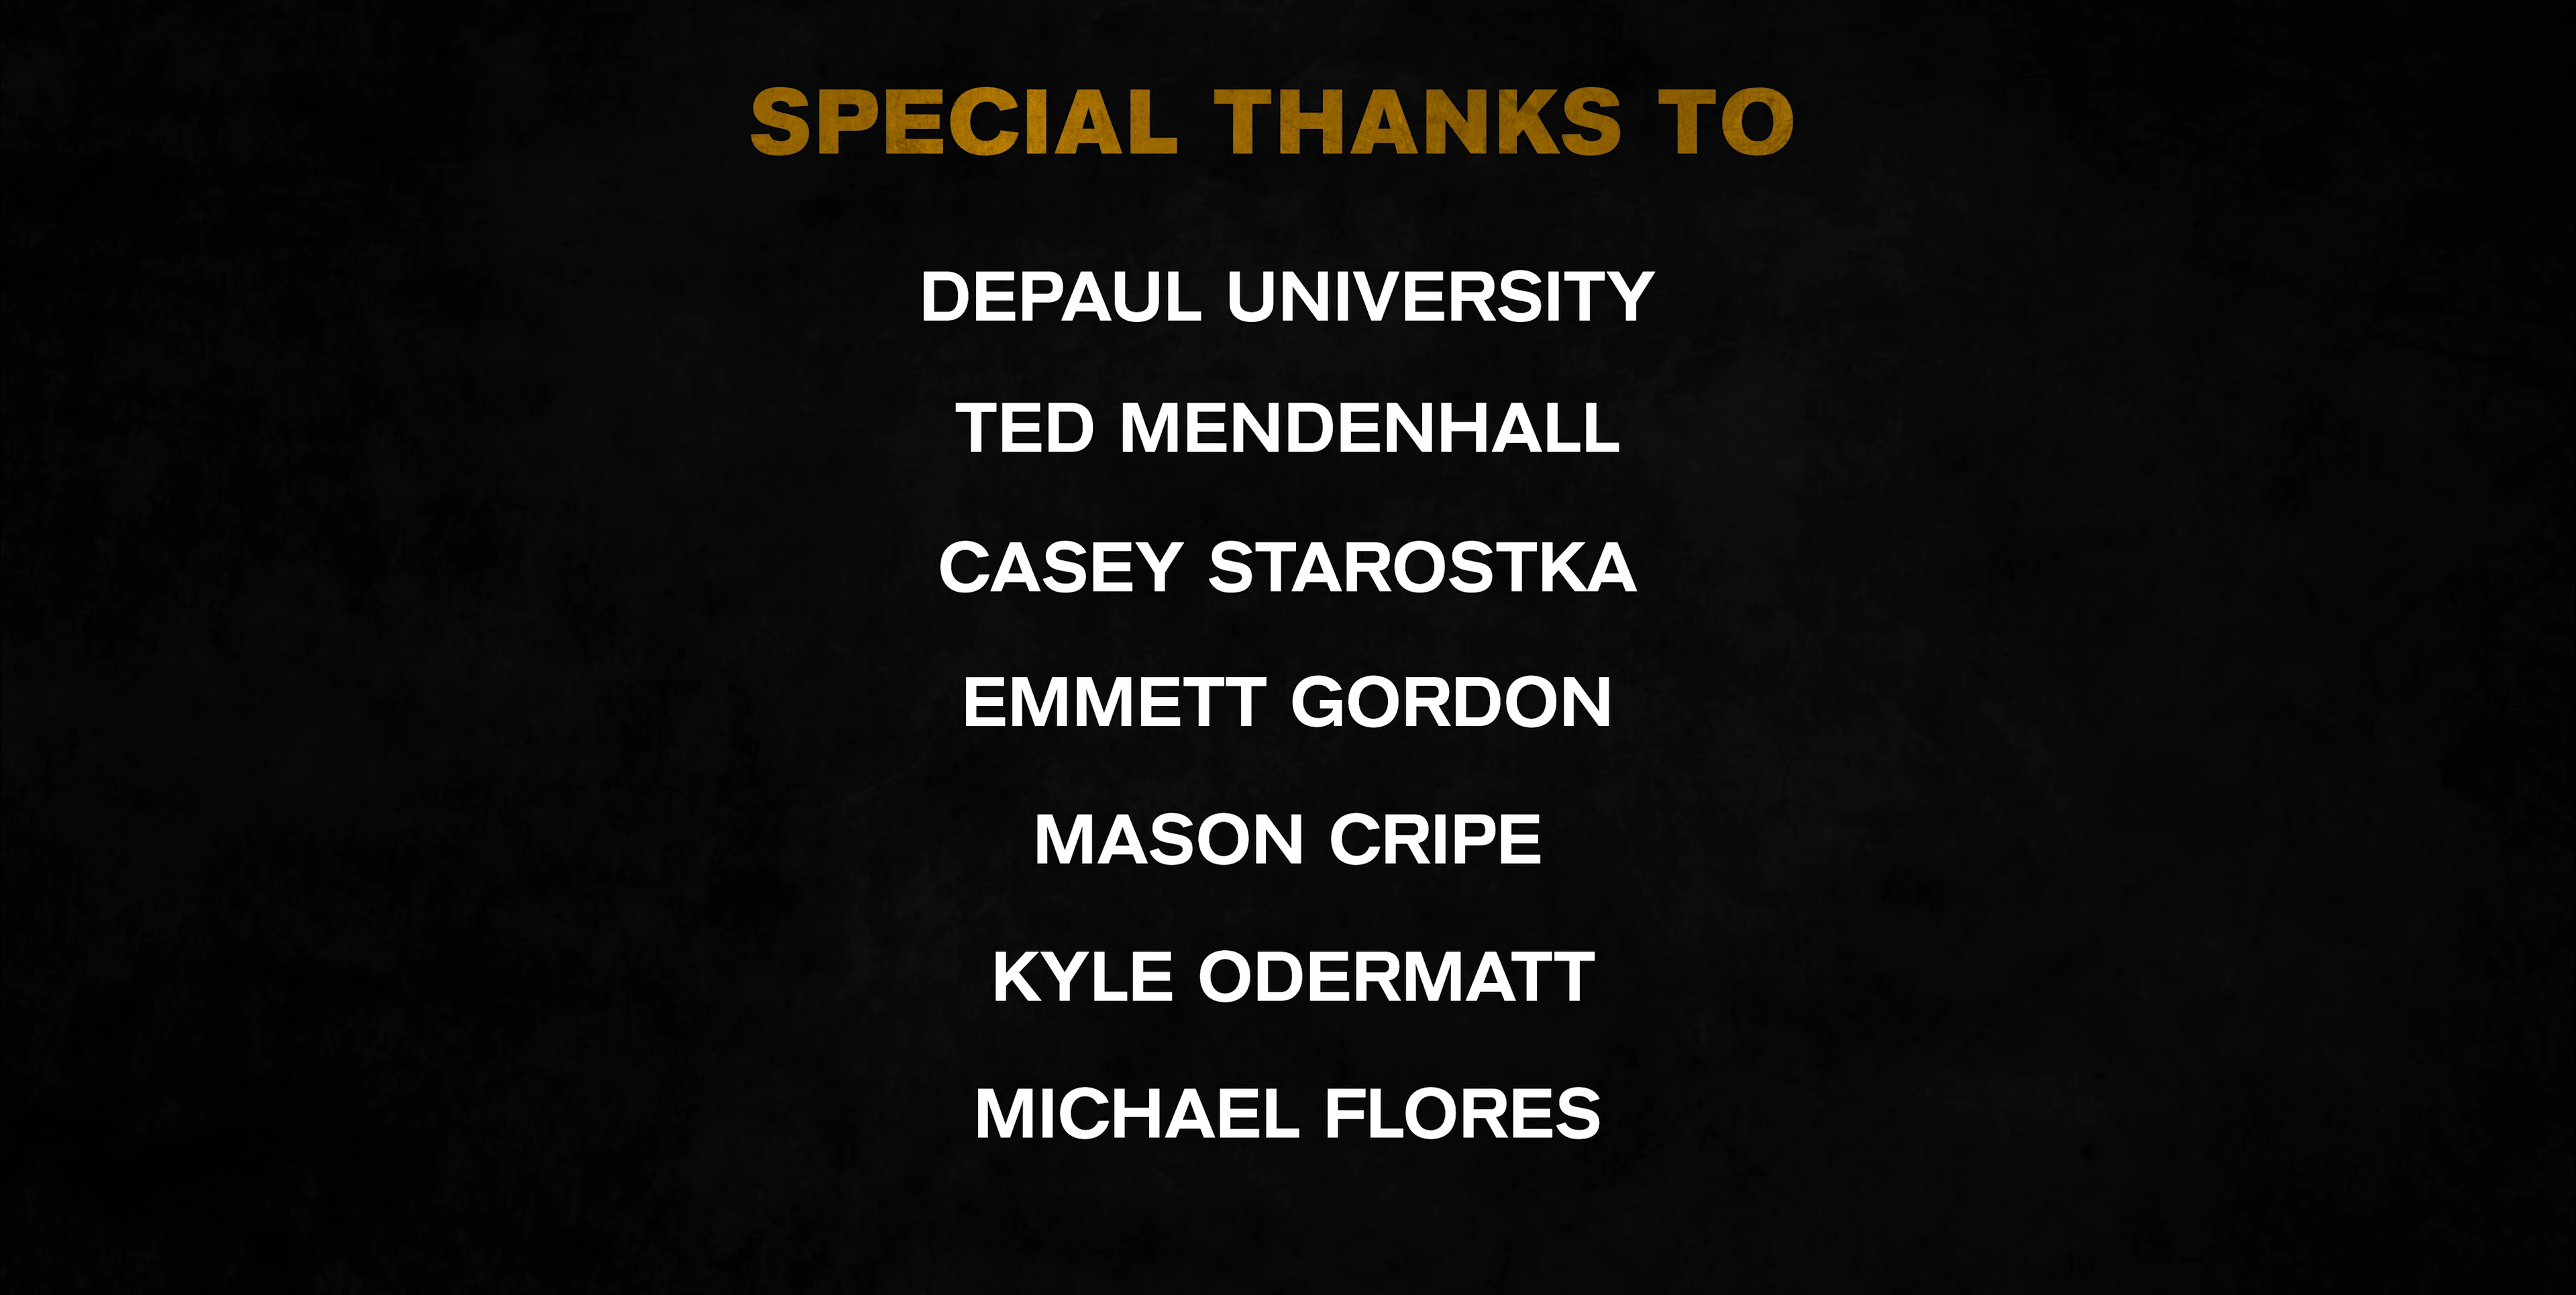 SPECIAL THANKS TO
DEPAUL UNIVERSITY
TED MENDENHALL
CASEY STAROSTKA
EMMETT GORDON
MASON CRIPE
KYLE ODERMATT
MICHAEL FLORES